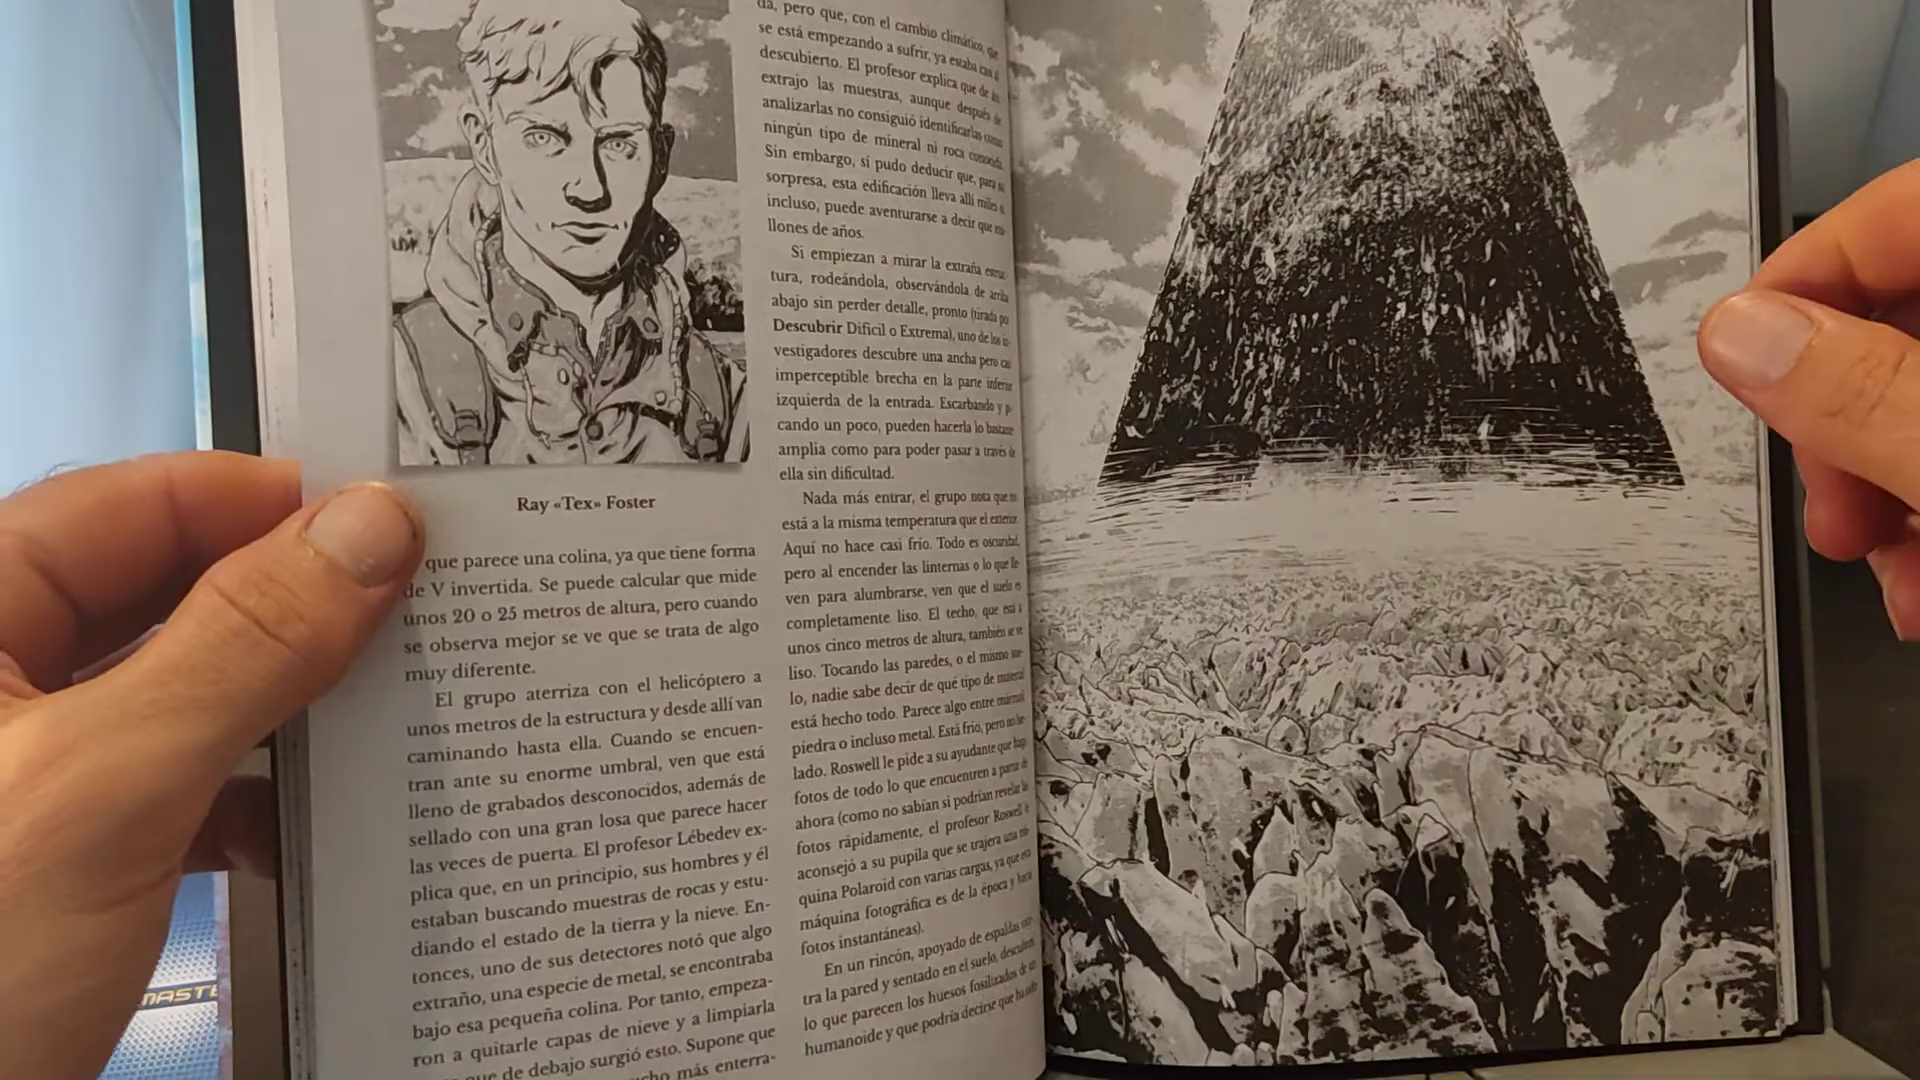 Ray «Tex» Foster
que parece una colina, ya que tiene forma
de V invertida. Se puede calcular que mide
unos 20 o 25 metros de altura, pero cuando
se observa mejor se ve que se trata de algo
muy diferente.
El grupo aterriza con el helicóptero a
unos metros de la estructura y desde allí van
caminando hasta ella. Cuando se encuen-
tran ante su enorme umbral, ven que está
lleno de grabados desconocidos, además de
sellado con una gran losa que parece hacer
las veces de puerta. El profesor Lébedev ex-
plica que, en un principio, sus hombres y él
estaban buscando muestras de rocas y estu-
diando el estado de la tierra y la nieve. En-
tonces, uno de sus detectores notó que algo
extraño, una especie de metal, se encontraba
bajo esa pequeña colina. Por tanto, empeza-
ron a quitarle capas de nieve y a limpiarla
que de debajo surgió esto. Supone que
más enterra-
da, pero que, con el cambio climático, que
se está empezando a sufrir, ya estaba casi al
descubierto. El profesor explica que de ahí
extrajo las muestras, aunque después de
analizarlas no consiguió identificarlas como
ningún tipo de mineral ni roca conocida.
Sin embargo, sí pudo deducir que, para su
sorpresa, esta edificación lleva allí miles o,
incluso, puede aventurarse a decir que mi-
llones de años.
Si empiezan a mirar la extraña estruc-
tura, rodeándola, observándola de arriba
abajo sin perder detalle, pronto (tirada por
Descubrir Difícil o Extrema), uno de los in-
vestigadores descubre una ancha pero casi
imperceptible brecha en la parte inferior
izquierda de la entrada. Escarbando y pi-
cando un poco, pueden hacerla lo bastante
amplia como para poder pasar a través de
ella sin dificultad.
Nada más entrar, el grupo nota que no
está a la misma temperatura que el exterior.
Aquí no hace casi frío. Todo es oscuridad,
pero al encender las linternas o lo que lle-
ven para alumbrarse, ven que el suelo es
completamente liso. El techo, que está a
unos cinco metros de altura, también se ve
liso. Tocando las paredes, o el mismo sue-
lo, nadie sabe decir de qué tipo de material
está hecho todo. Parece algo entre mármol,
piedra o incluso metal. Está frío, pero no he-
lado. Roswell le pide a su ayudante que haga
fotos de todo lo que encuentren a partir de
ahora (como no sabían si podrían revelar las
fotos rápidamente, el profesor Roswell le
aconsejó a su pupila que se trajera una má-
quina Polaroid con varias cargas, ya que esa
máquina fotográfica es de la época y hacía
fotos instantáneas).
En un rincón, apoyado de espaldas con-
tra la pared y sentado en el suelo, descubren
lo que parecen los huesos fosilizados de un
humanoide y que podría decirse que ha sido